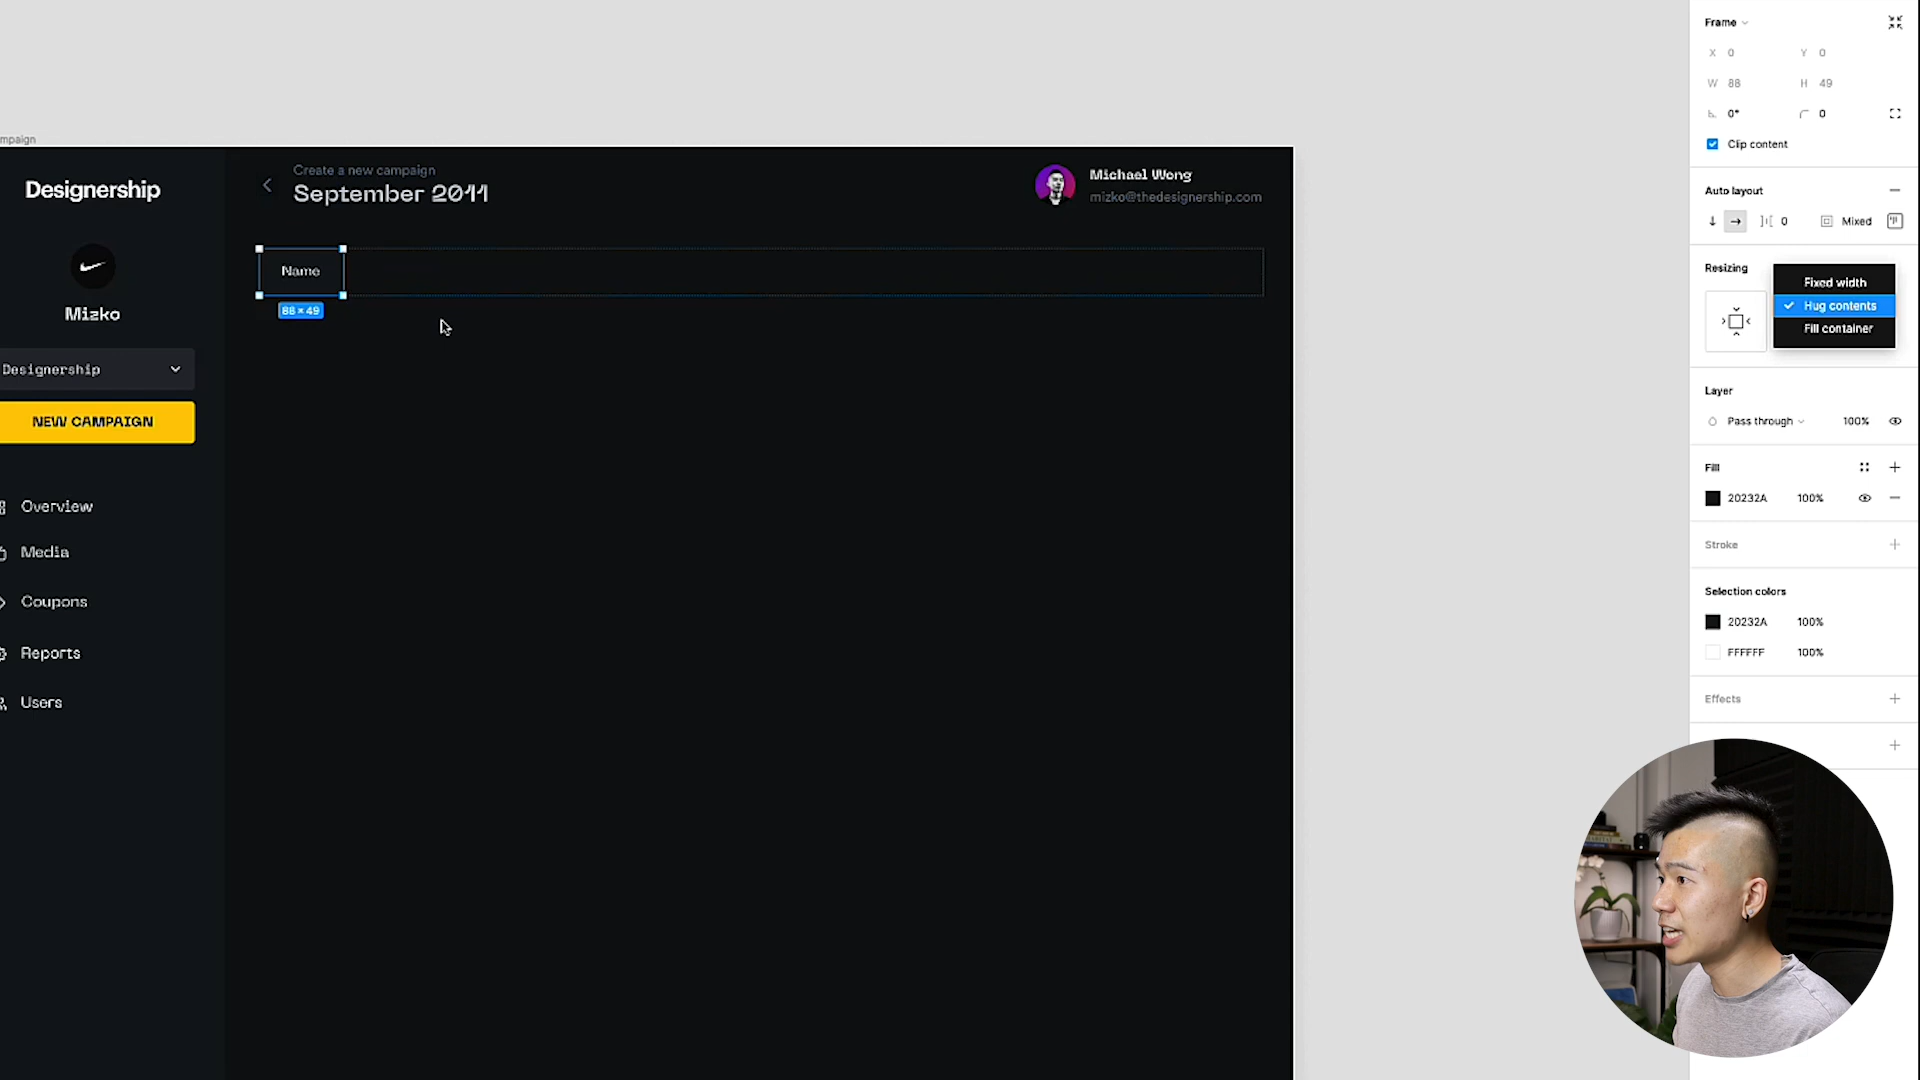 mpaign
Designership
Mizko
Designership
NEW CAMPAIGN
Overview
Media
Coupons
Reports
Users
Create a new campaign
September 2011
Michael Wong
mizko@thedesignership.com
Name
88 × 49
Frame
X 0 Y 0
W 88 H 49
0° 0
Clip content
Auto layout
0 Mixed
Resizing
Fixed width
Hug contents
Fill container
Layer
Pass through 100%
Fill
20232A 100%
Stroke
Selection colors
20232A 100%
FFFFFF 100%
Effects